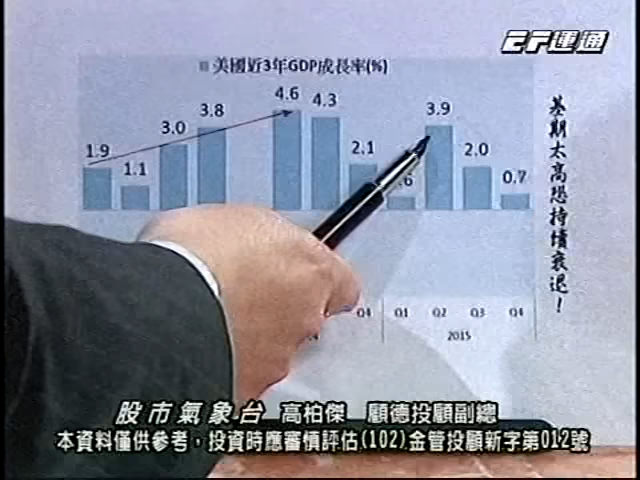 ET運通
美國近3年GDP成長率(%)
1.9
1.1
3.0
3.8
4.6
4.3
2.1
.6
3.9
2.0
0.7
基期太高恐持續衰退！
Q4 Q1 Q2 Q3 Q4
2015
股市氣象台 高柏傑 顧德投顧副總
本資料僅供參考，投資時應審慎評估(102)金管投顧新字第012號